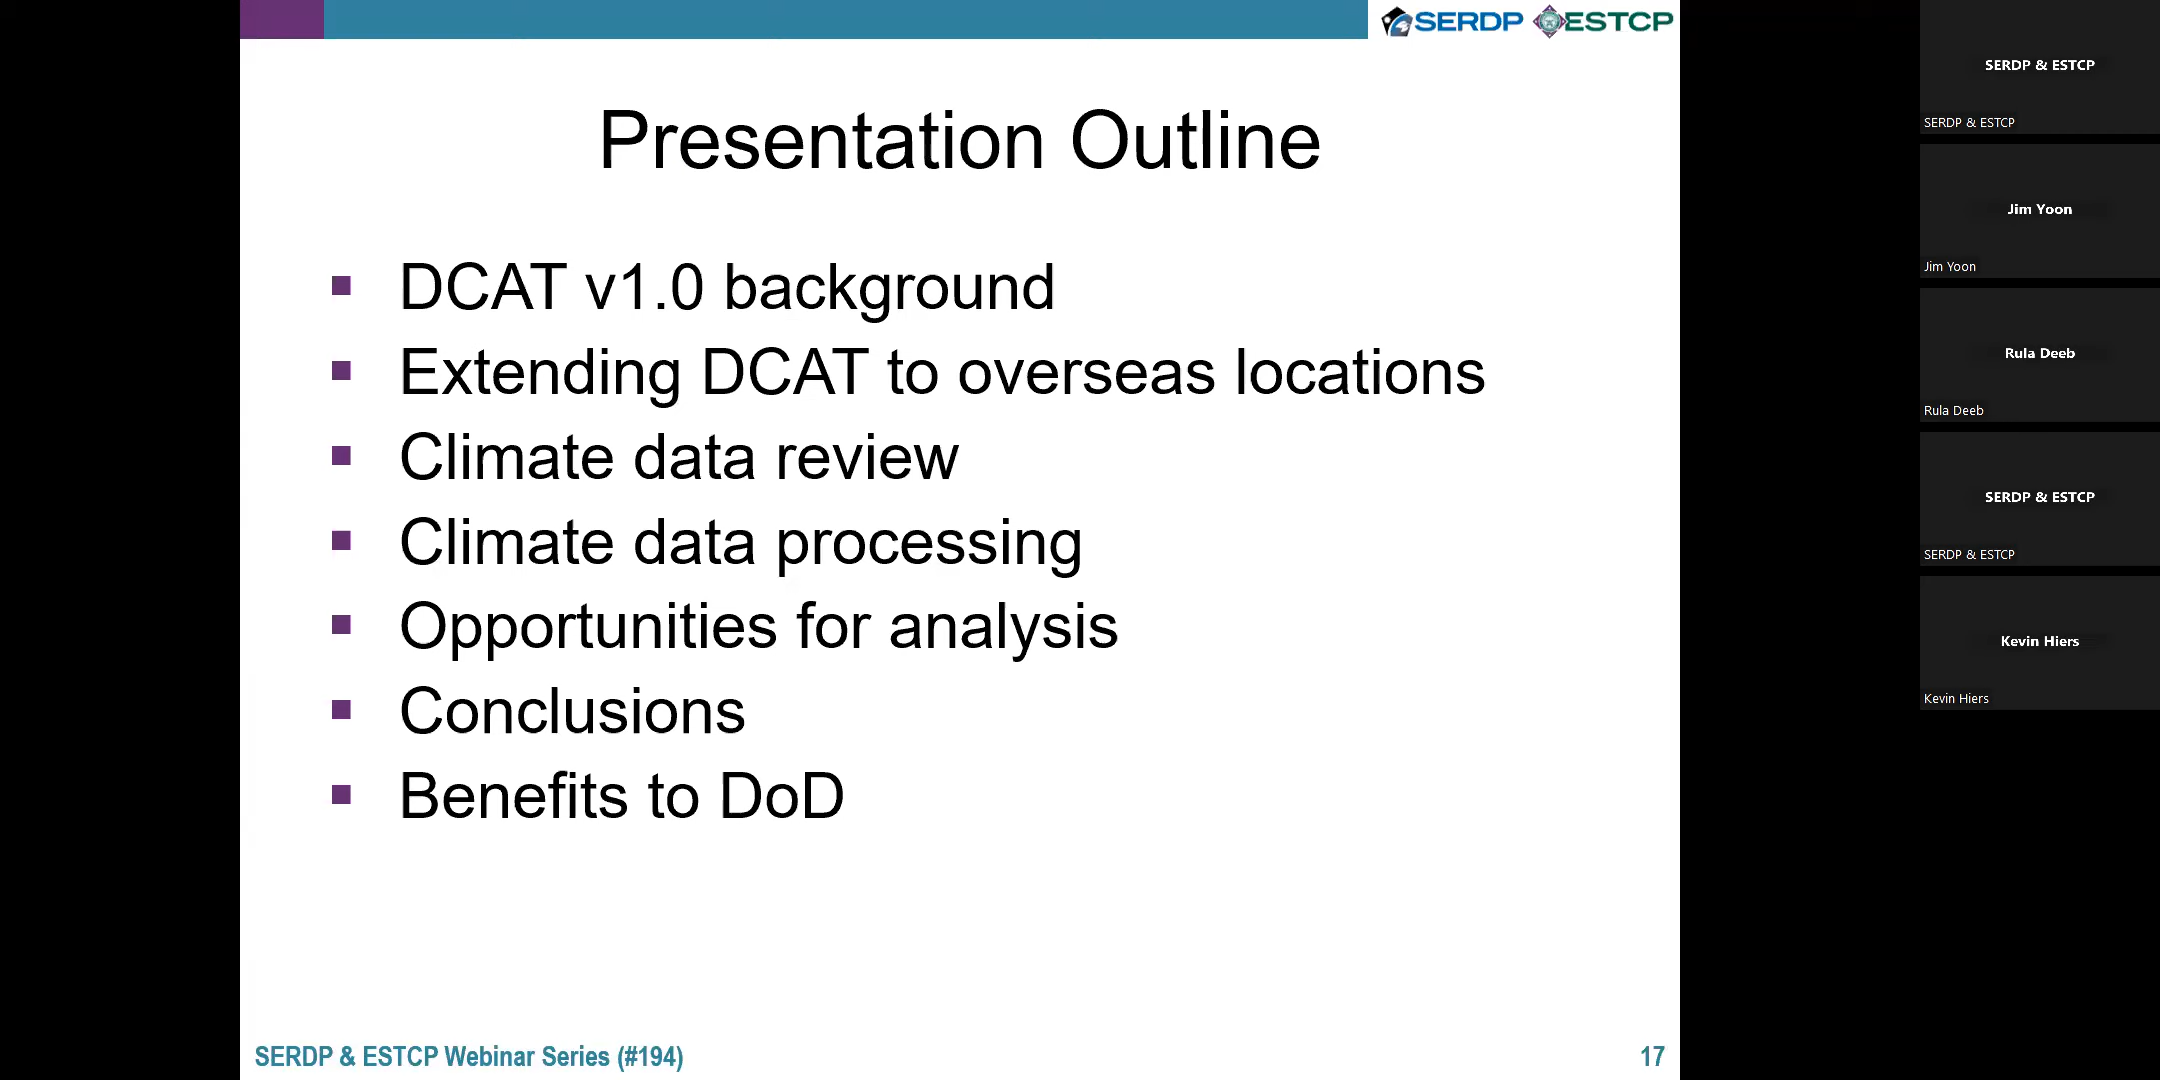 SERDP ESTCP
Presentation Outline
DCAT v1.0 background
Extending DCAT to overseas locations
Climate data review
Climate data processing
Opportunities for analysis
Conclusions
Benefits to DoD
SERDP & ESTCP Webinar Series (#194)
17
SERDP & ESTCP
SERDP & ESTCP
Jim Yoon
Jim Yoon
Rula Deeb
Rula Deeb
SERDP & ESTCP
SERDP & ESTCP
Kevin Hiers
Kevin Hiers